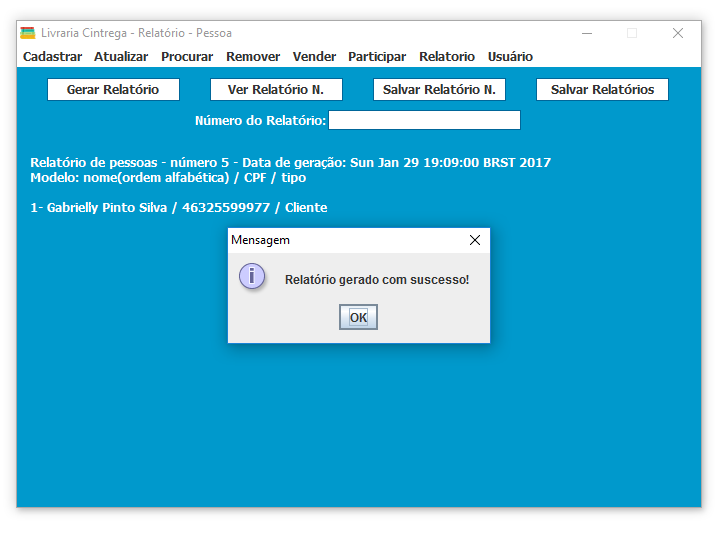 Livraria Cintrega - Relatório - Pessoa
Cadastrar Atualizar Procurar Remover Vender Participar Relatorio Usuário
Gerar Relatório Ver Relatório N. Salvar Relatório N. Salvar Relatórios
Número do Relatório:
Relatório de pessoas - número 5 - Data de geração: Sun Jan 29 19:09:00 BRST 2017
Modelo: nome(ordem alfabética) / CPF / tipo
1- Gabrielly Pinto Silva / 46325599977 / Cliente
Mensagem
Relatório gerado com suscesso!
OK